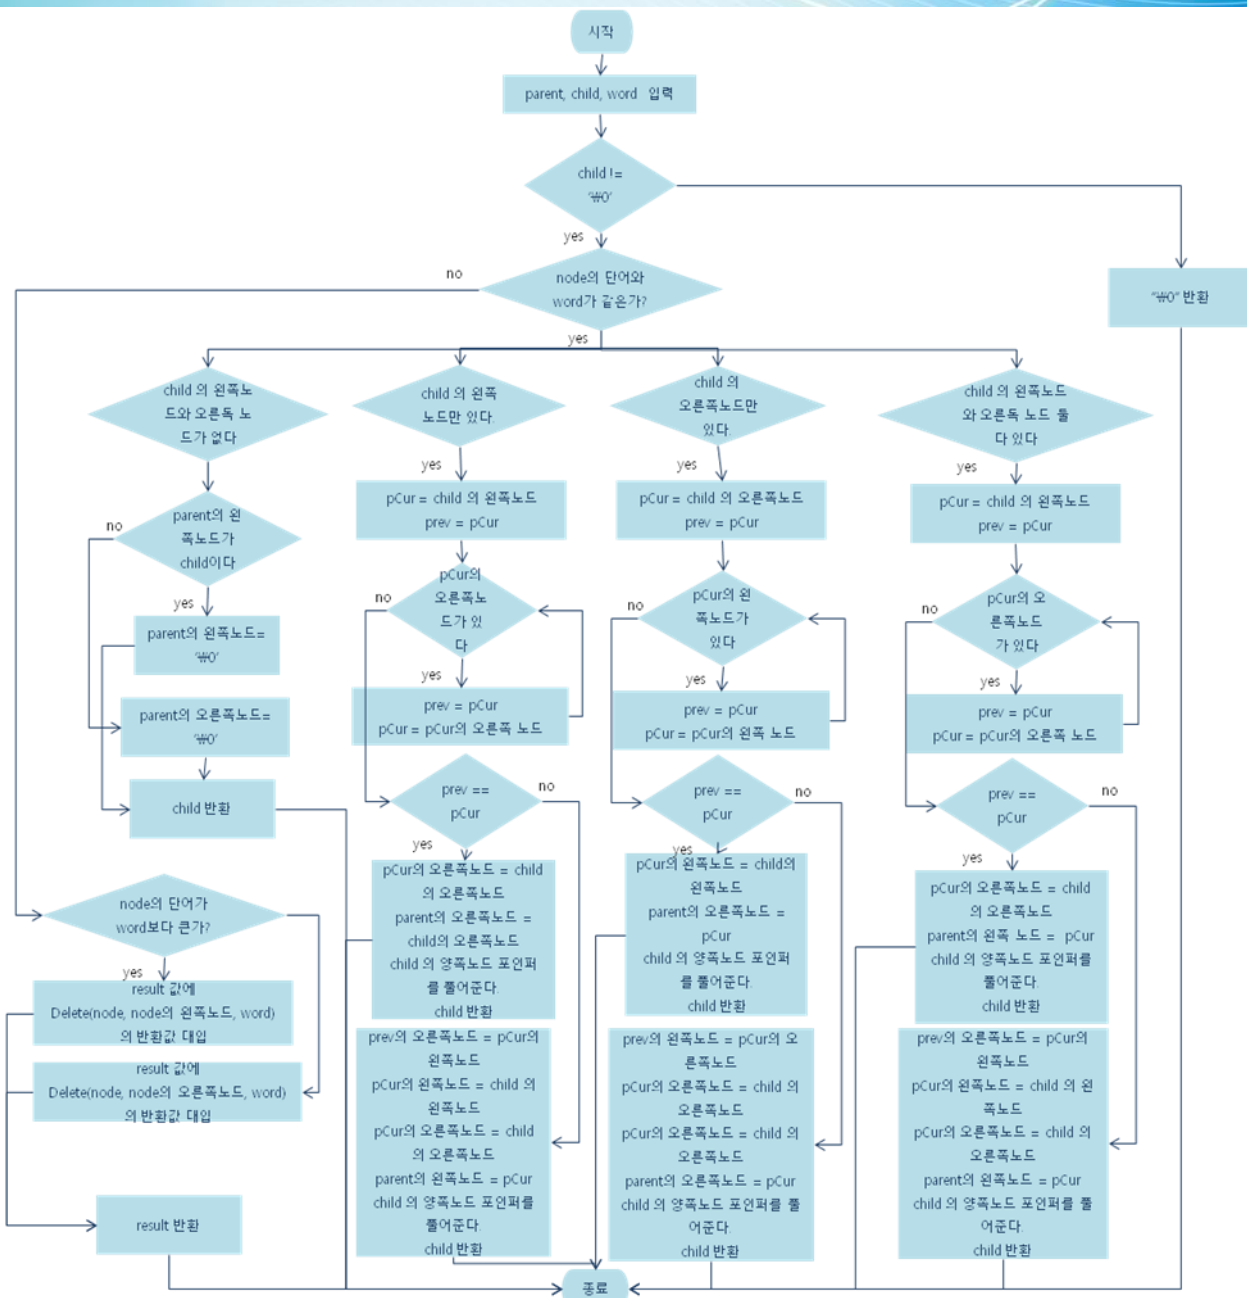 시작
parent, child, word 입력
child !=
‘₩0’
yes
no
node의 단어와
word가 같은가?
“₩0” 반환
yes
child 의 왼쪽노
드와 오른독 노
드가 없다
child 의 왼쪽
노드만 있다.
child 의
오른쪽노드만
있다.
child 의 왼쪽노드
와 오른독 노드 둘
다 있다
yes
yes
yes
pCur = child 의 왼쪽노드
prev = pCur
pCur = child 의 오른쪽노드
prev = pCur
pCur = child 의 왼쪽노드
prev = pCur
no
parent의 왼
쪽노드가
child이다
yes
parent의 왼쪽노드=
‘₩0’
parent의 오른쪽노드=
‘₩0’
child 반환
no
pCur의
오른쪽노
드가 있
다
yes
prev = pCur
pCur = pCur의 오른쪽 노드
no
pCur의 왼
쪽노드가
있다
yes
prev = pCur
pCur = pCur의 왼쪽 노드
no
pCur의 오
른쪽노드
가 있다
yes
prev = pCur
pCur = pCur의 오른쪽 노드
prev ==
pCur
no
yes
prev ==
pCur
no
yes
prev ==
pCur
no
yes
node의 단어가
word보다 큰가?
yes
result 값에
Delete(node, node의 왼쪽노드, word)
의 반환값 대입
result 값에
Delete(node, node의 오른쪽노드, word)
의 반환값 대입
result 반환
pCur의 오른쪽노드 = child
의 오른쪽노드
parent의 오른쪽노드 =
child의 오른쪽노드
child 의 양쪽노드 포인퍼
를 풀어준다.
child 반환
prev의 오른쪽노드 = pCur의
왼쪽노드
pCur의 왼쪽노드 = child 의
왼쪽노드
pCur의 오른쪽노드 = child
의 오른쪽노드
parent의 왼쪽노드 = pCur
child 의 양쪽노드 포인퍼를
풀어준다.
child 반환
pCur의 왼쪽노드 = child의
왼쪽노드
parent의 오른쪽노드 =
pCur
child 의 양쪽노드 포인퍼
를 풀어준다.
child 반환
prev의 왼쪽노드 = pCur의 오
른쪽노드
pCur의 오른쪽노드 = child 의
오른쪽노드
pCur의 오른쪽노드 = child 의
오른쪽노드
parent의 오른쪽노드 = pCur
child 의 양쪽노드 포인퍼를 풀
어준다.
child 반환
pCur의 오른쪽노드 = child
의 오른쪽노드
parent의 왼쪽 노드 = pCur
child 의 양쪽노드 포인퍼
를 풀어준다.
child 반환
prev의 오른쪽노드 = pCur의
왼쪽노드
pCur의 왼쪽노드 = child 의 왼
쪽노드
pCur의 오른쪽노드 = child 의
오른쪽노드
parent의 왼쪽노드 = pCur
child 의 양쪽노드 포인퍼를 풀
어준다.
child 반환
종료